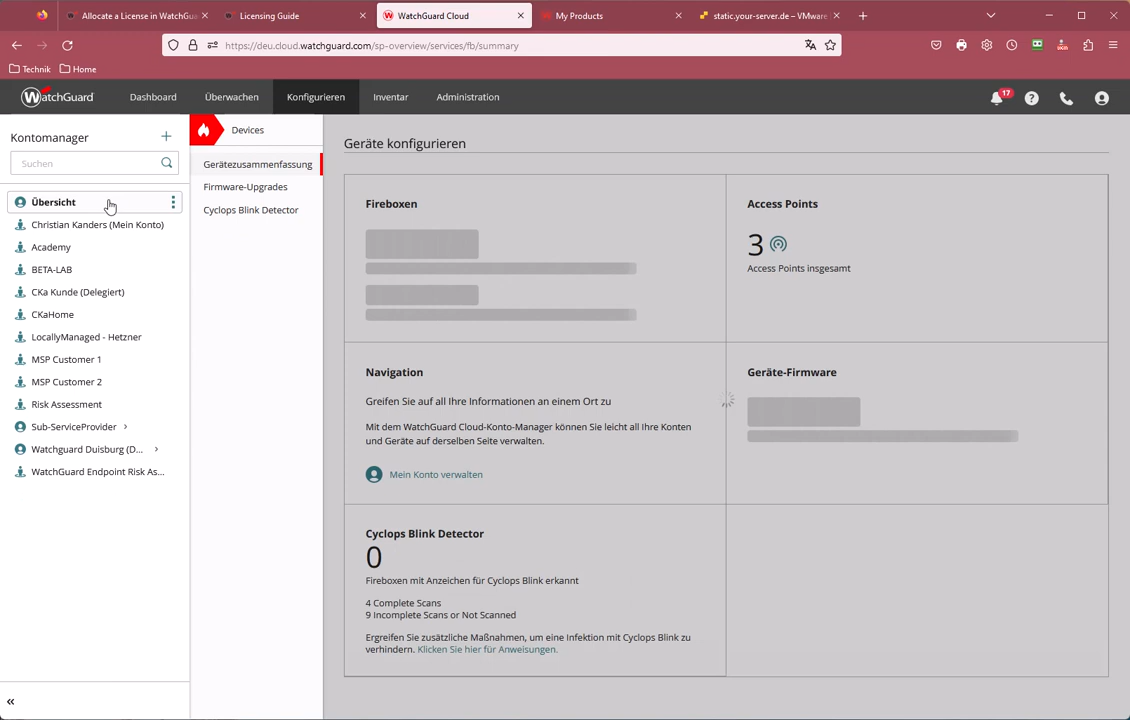 Allocate a License in WatchGua
Licensing Guide
WatchGuard Cloud
My Products
static.your-server.de – VMware
https://deu.cloud.watchguard.com/sp-overview/services/fb/summary
Technik
Home
WatchGuard
Dashboard
Überwachen
Konfigurieren
Inventar
Administration
17
Kontomanager
Suchen
Übersicht
Christian Kanders (Mein Konto)
Academy
BETA-LAB
CKa Kunde (Delegiert)
CKaHome
LocallyManaged - Hetzner
MSP Customer 1
MSP Customer 2
Risk Assessment
Sub-ServiceProvider
Watchguard Duisburg (D...
WatchGuard Endpoint Risk As...
Devices
Gerätezusammenfassung
Firmware-Upgrades
Cyclops Blink Detector
Geräte konfigurieren
Fireboxen
Access Points
3
Access Points insgesamt
Navigation
Greifen Sie auf all Ihre Informationen an einem Ort zu
Mit dem WatchGuard Cloud-Konto-Manager können Sie leicht all Ihre Konten
und Geräte auf derselben Seite verwalten.
Mein Konto verwalten
Geräte-Firmware
Cyclops Blink Detector
0
Fireboxen mit Anzeichen für Cyclops Blink erkannt
4 Complete Scans
9 Incomplete Scans or Not Scanned
Ergreifen Sie zusätzliche Maßnahmen, um eine Infektion mit Cyclops Blink zu
verhindern. Klicken Sie hier für Anweisungen.